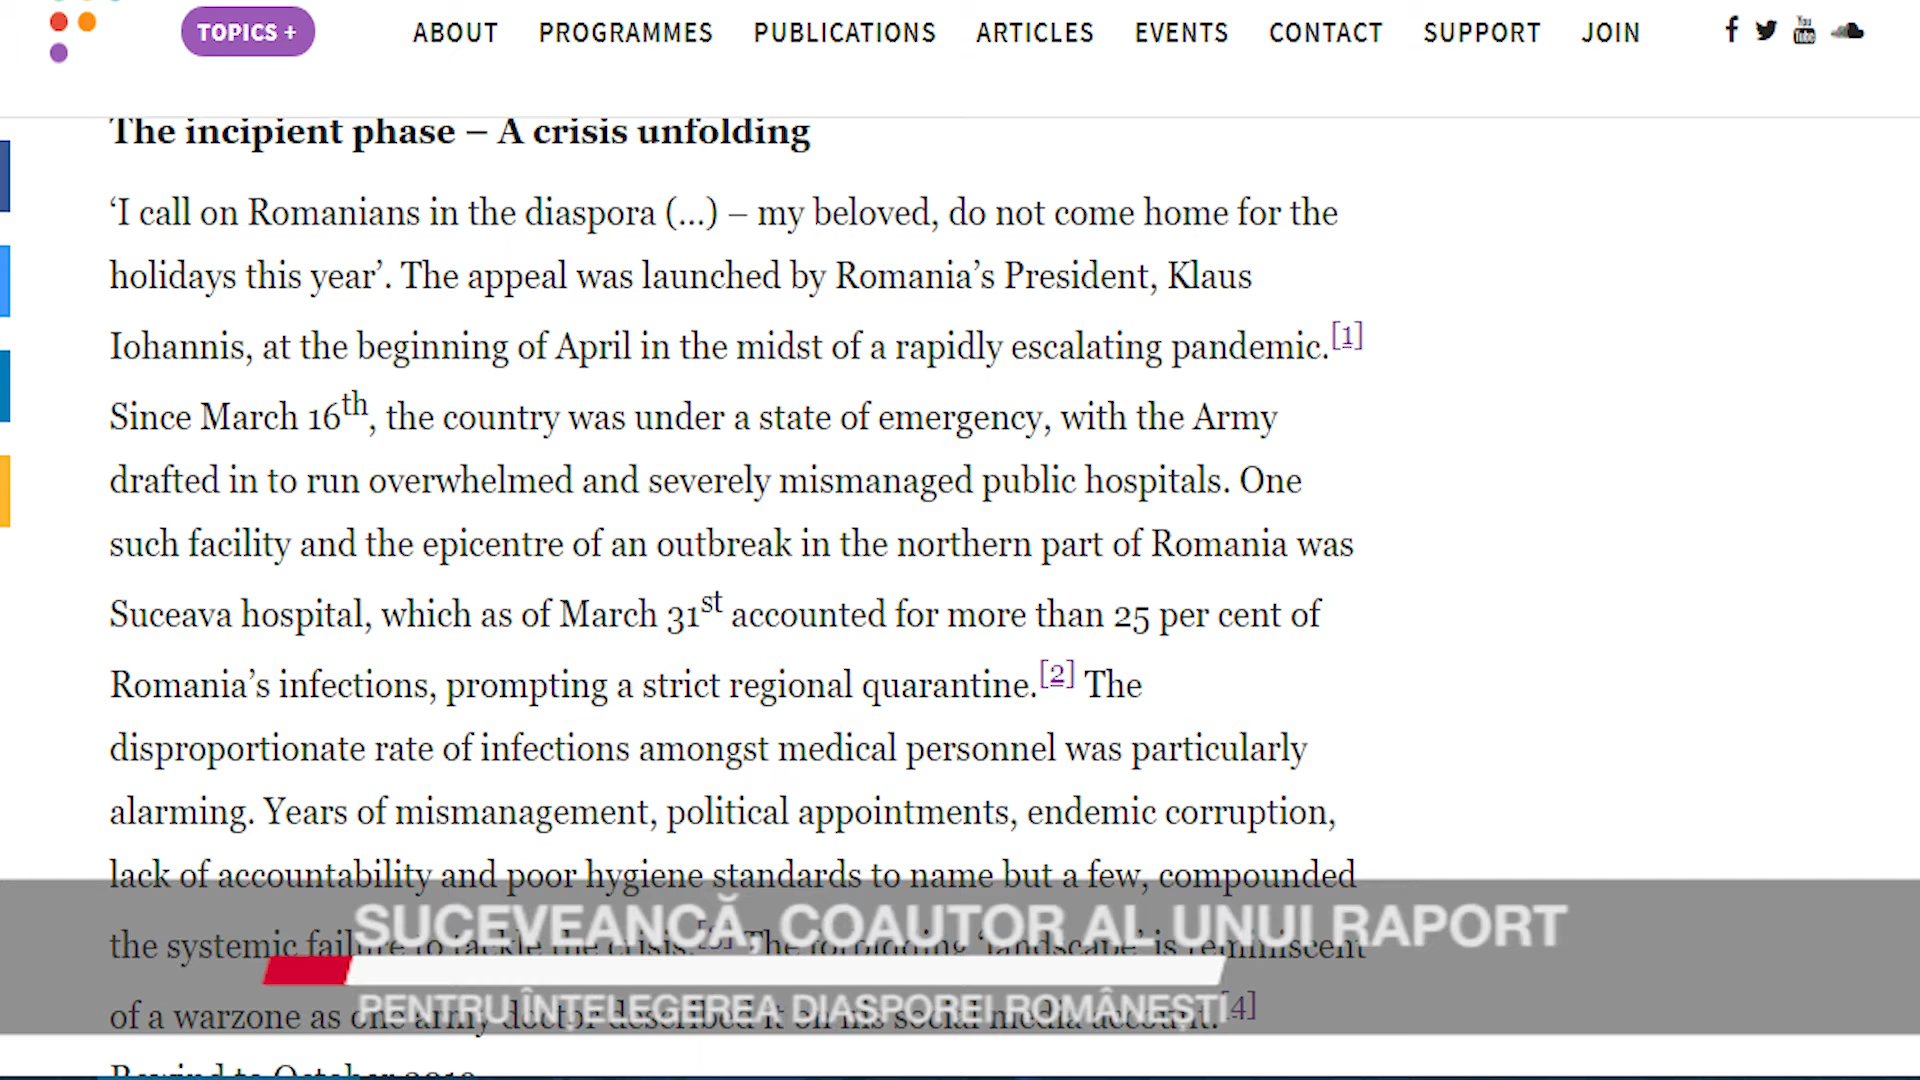 TOPICS + ABOUT PROGRAMMES PUBLICATIONS ARTICLES EVENTS CONTACT SUPPORT JOIN
The incipient phase – A crisis unfolding
‘I call on Romanians in the diaspora (...) – my beloved, do not come home for the
holidays this year’. The appeal was launched by Romania’s President, Klaus
Iohannis, at the beginning of April in the midst of a rapidly escalating pandemic.[1]
Since March 16th, the country was under a state of emergency, with the Army
drafted in to run overwhelmed and severely mismanaged public hospitals. One
such facility and the epicentre of an outbreak in the northern part of Romania was
Suceava hospital, which as of March 31st accounted for more than 25 per cent of
Romania’s infections, prompting a strict regional quarantine.[2] The
disproportionate rate of infections amongst medical personnel was particularly
alarming. Years of mismanagement, political appointments, endemic corruption,
lack of accountability and poor hygiene standards to name but a few, compounded
SUCEVEANCĂ, COAUTOR AL UNUI RAPORT
the systemic failure to tackle the crisis.[3] The forbidding ‘landscape’ is reminiscent
PENTRU ÎNȚELEGEREA DIASPOREI ROMÂNEȘTI
of a warzone as one army doctor described it on his social media account.[4]
Rewind to October 2019